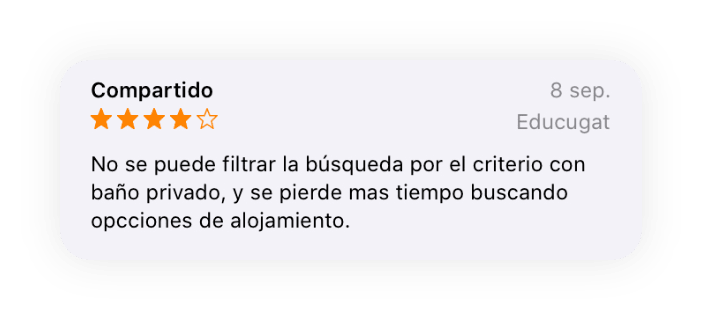 Compartido
8 sep.
Educugat
No se puede filtrar la búsqueda por el criterio con
baño privado, y se pierde mas tiempo buscando
opcciones de alojamiento.